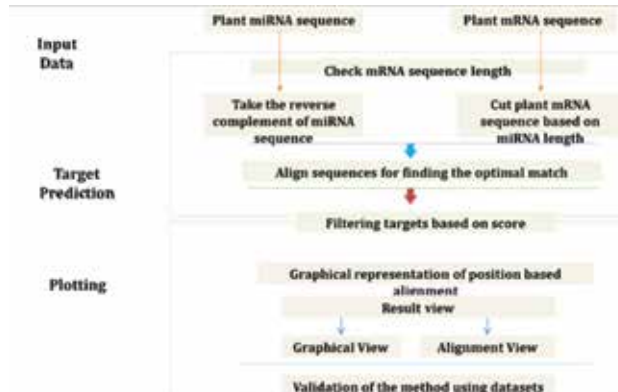 Plant miRNA sequence
Plant mRNA sequence
Input
Data
Check mRNA sequence length
Take the reverse
complement of miRNA
sequence
Cut plant mRNA
sequence based on
miRNA length
Target
Prediction
Align sequences for finding the optimal match
Filtering targets based on score
Plotting
Graphical representation of position based
alienment
Result view
Graphical View
Alignment View
Validation of the method using datasets